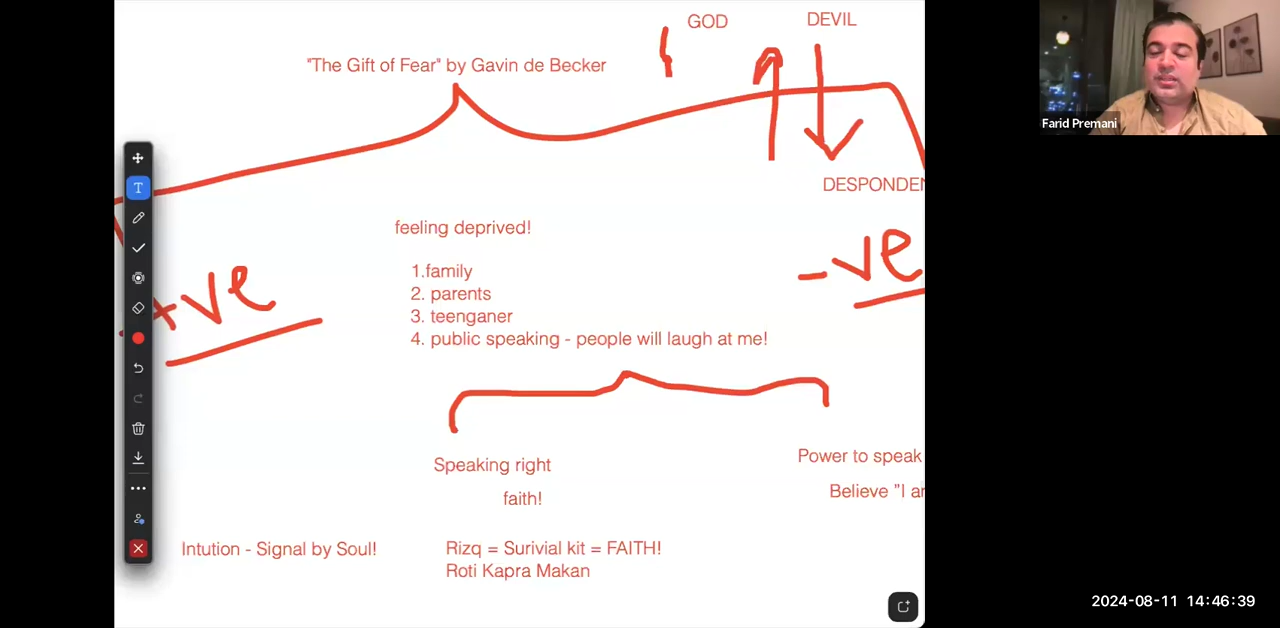 GOD
DEVIL
"The Gift of Fear" by Gavin de Becker
DESPONDEN
feeling deprived!
-ve
+ve
1.family
2. parents
3. teenganer
4. public speaking - people will laugh at me!
Speaking right
Power to speak
faith!
Believe "I ar
Intution - Signal by Soul!
Rizq = Surivial kit = FAITH!
Roti Kapra Makan
Farid Premani
T
2024-08-11 14:46:39